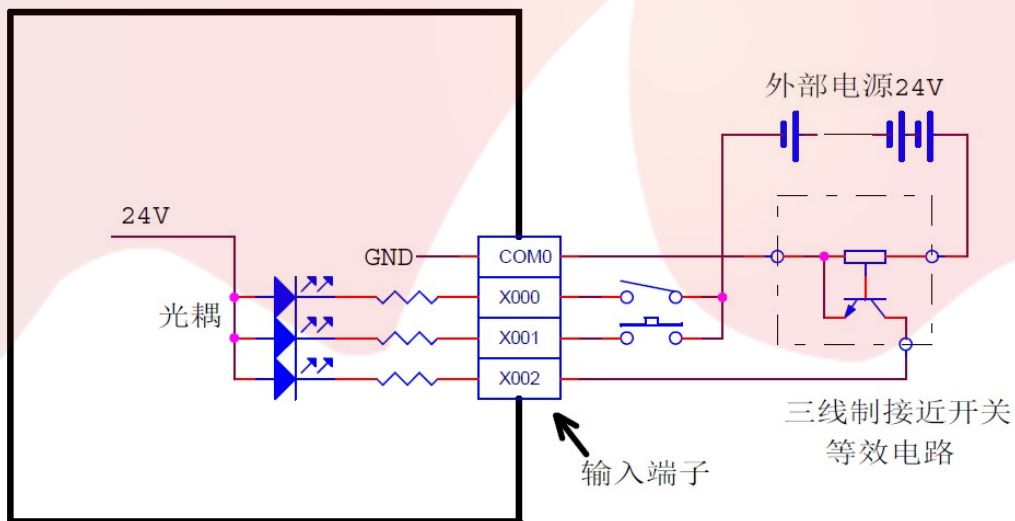 外部电源24V
24V
GND
COM0
X000
光耦
X001
X002
三线制接近开关
等效电路
输入端子